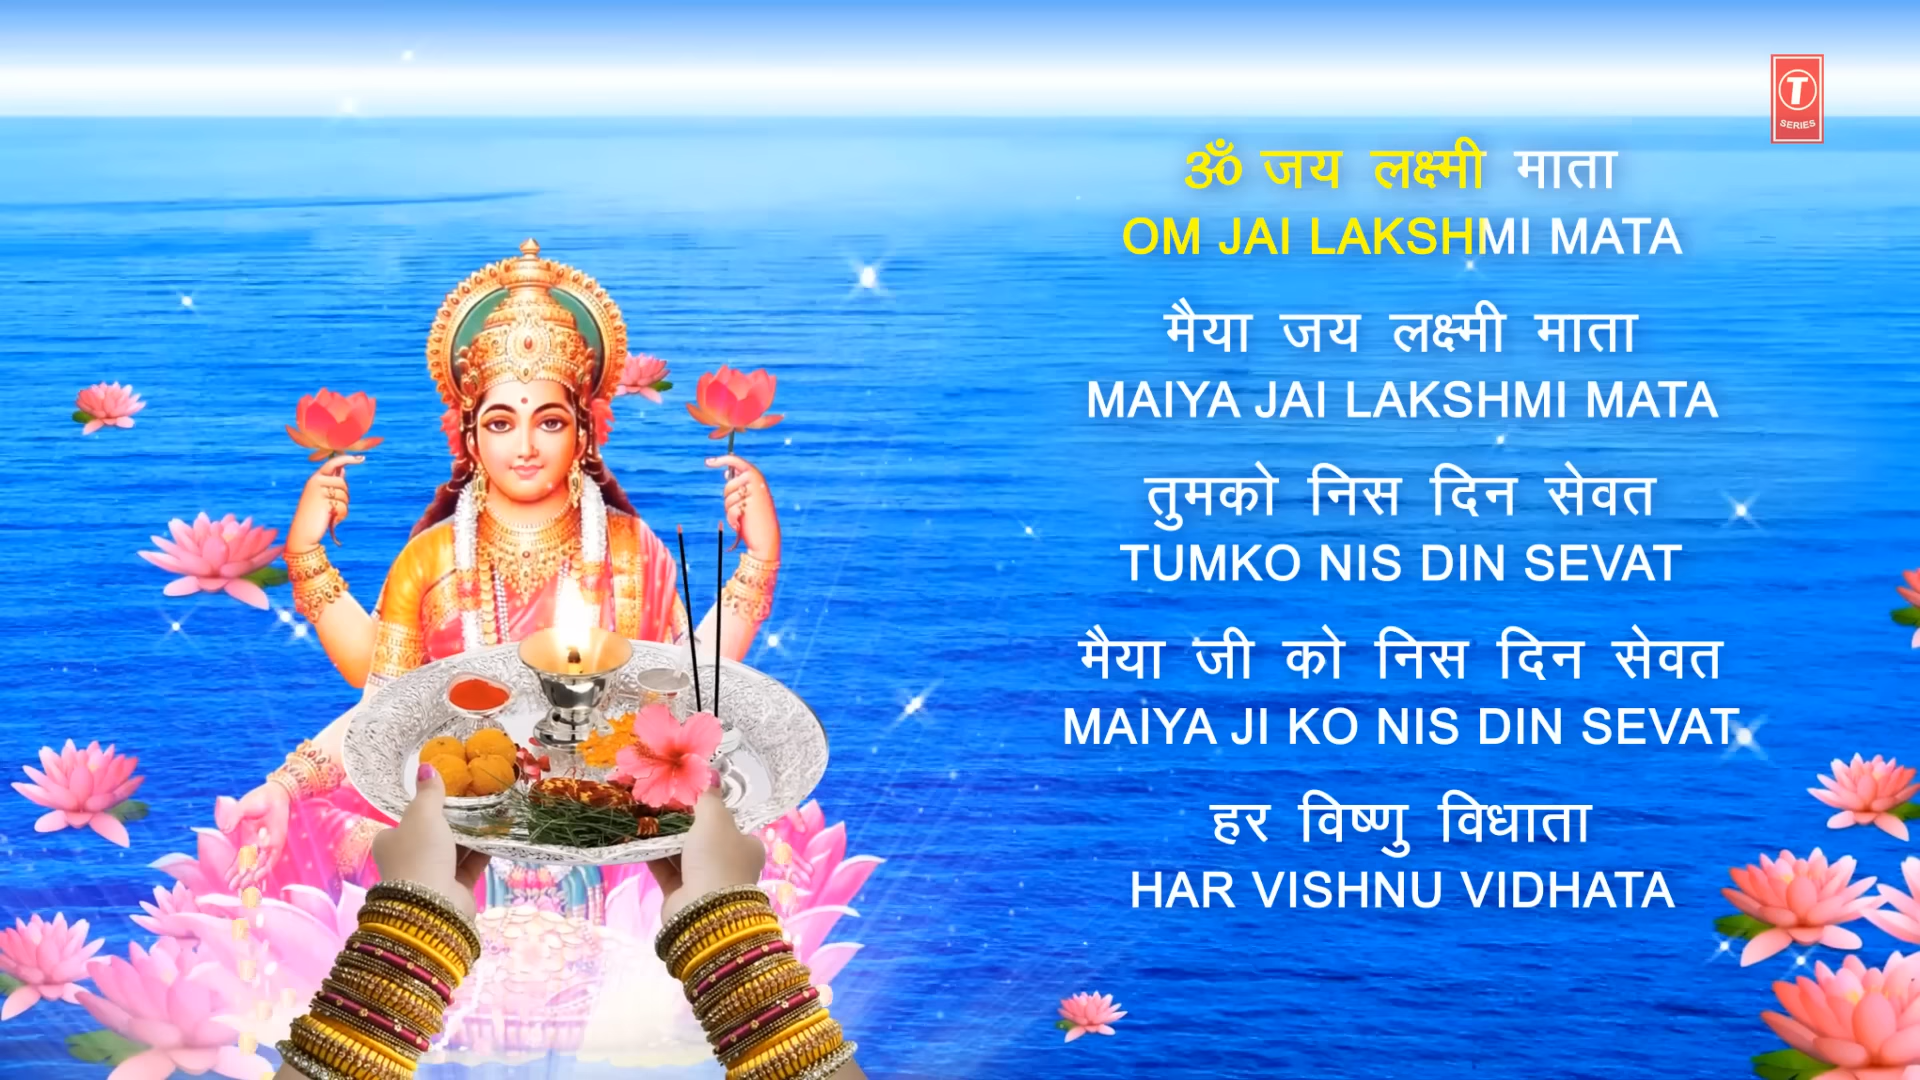 T
SERIES
ॐ जय लक्ष्मी माता
OM JAI LAKSHMI MATA
मैया जय लक्ष्मी माता
MAIYA JAI LAKSHMI MATA
तुमको निस दिन सेवत
TUMKO NIS DIN SEVAT
मैया जी को निस दिन सेवत
MAIYA JI KO NIS DIN SEVAT
हर विष्णु विधाता
HAR VISHNU VIDHATA